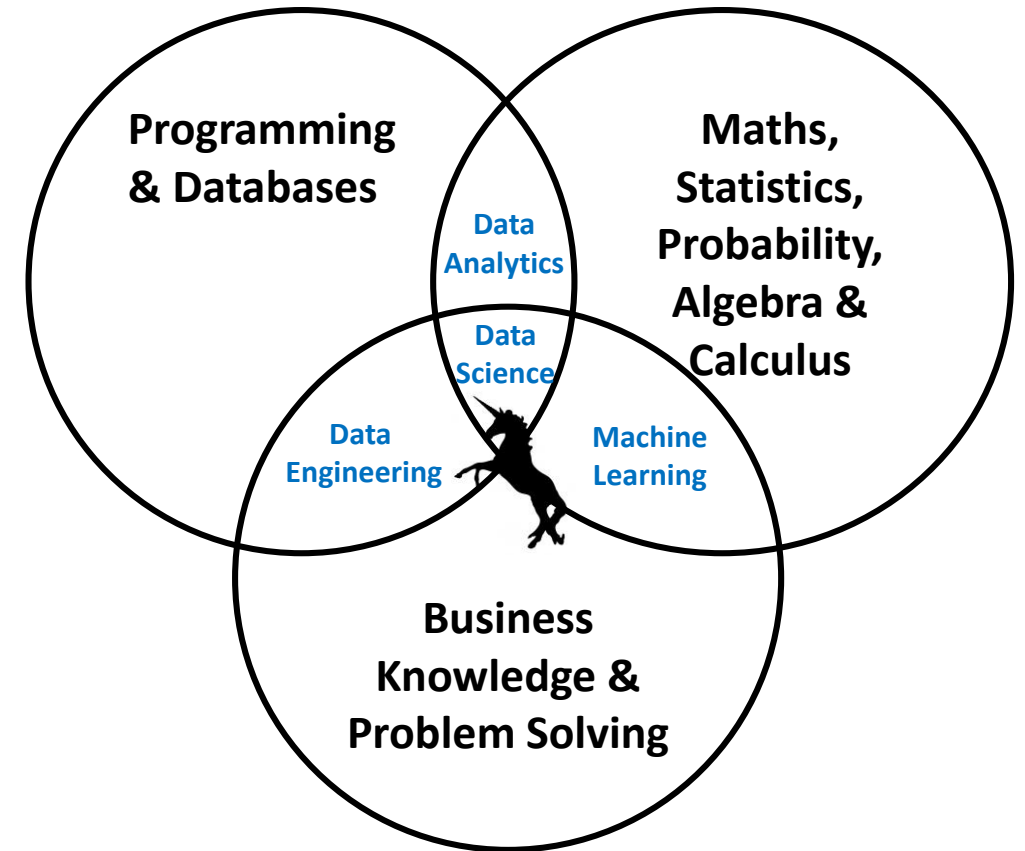 Programming
& Databases
Maths,
Statistics,
Probability,
Algebra &
Calculus
Data
Analytics
Data
Science
Data
Engineering
Machine
Learning
Business
Knowledge &
Problem Solving